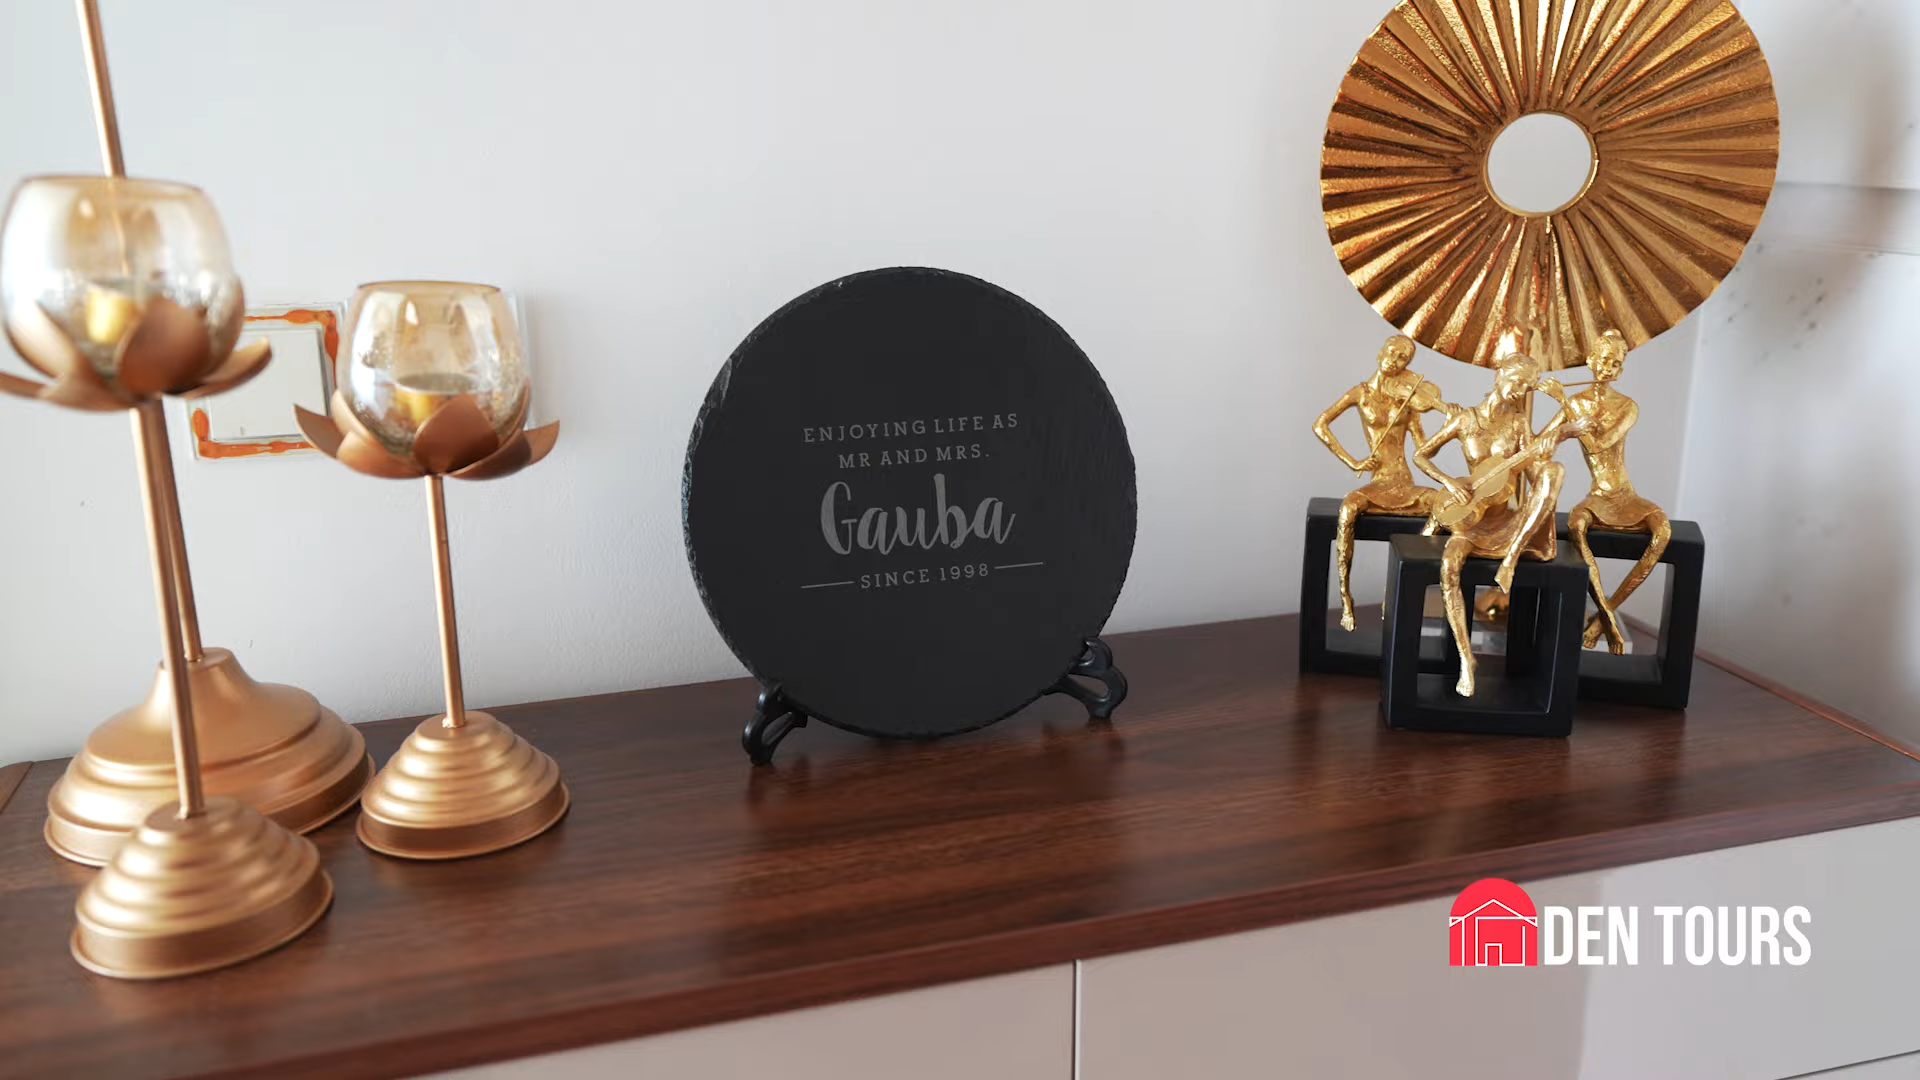 ENJOYING LIFE AS
MR AND MRS.
Gauba
SINCE 1998
DEN TOURS